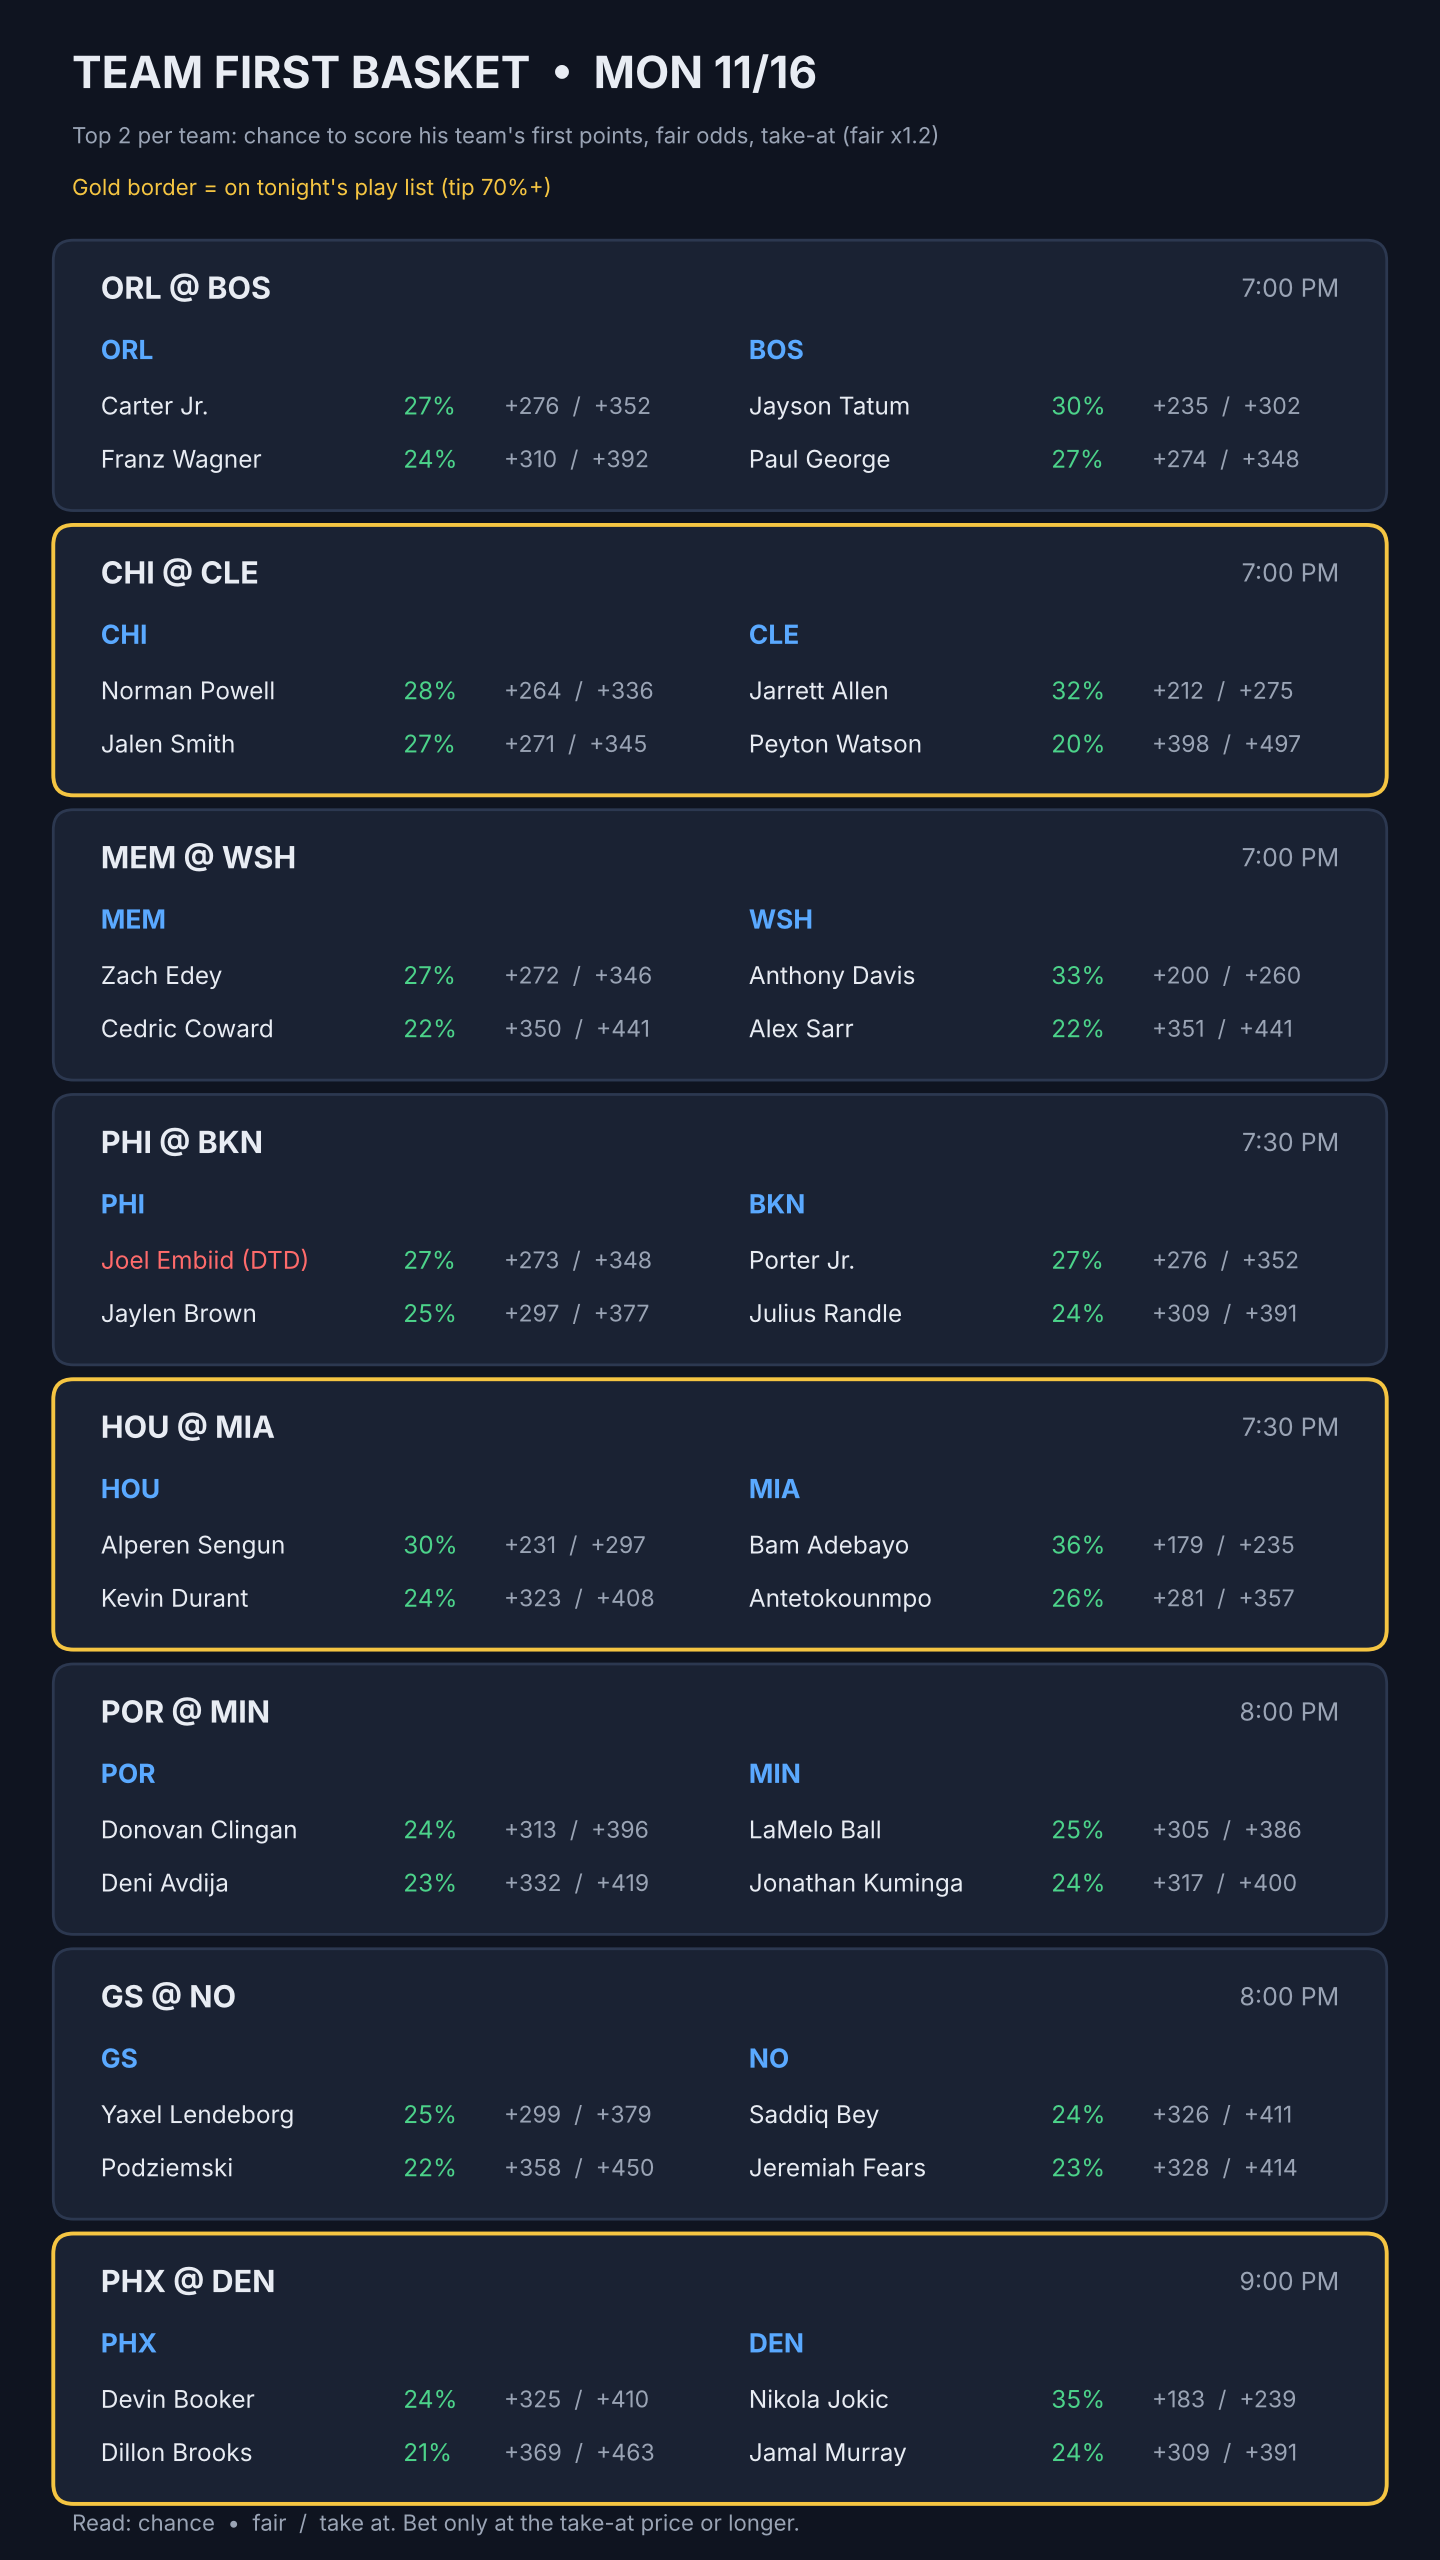 TEAM FIRST BASKET • MON 11/16
Top 2 per team: chance to score his team's first points, fair odds, take-at (fair x1.2)
Gold border = on tonight's play list (tip 70%+)
ORL @ BOS 7:00 PM
ORL BOS
Carter Jr. 27% +276 / +352 Jayson Tatum 30% +235 / +302
Franz Wagner 24% +310 / +392 Paul George 27% +274 / +348
CHI @ CLE 7:00 PM
CHI CLE
Norman Powell 28% +264 / +336 Jarrett Allen 32% +212 / +275
Jalen Smith 27% +271 / +345 Peyton Watson 20% +398 / +497
MEM @ WSH 7:00 PM
MEM WSH
Zach Edey 27% +272 / +346 Anthony Davis 33% +200 / +260
Cedric Coward 22% +350 / +441 Alex Sarr 22% +351 / +441
PHI @ BKN 7:30 PM
PHI BKN
Joel Embiid (DTD) 27% +273 / +348 Porter Jr. 27% +276 / +352
Jaylen Brown 25% +297 / +377 Julius Randle 24% +309 / +391
HOU @ MIA 7:30 PM
HOU MIA
Alperen Sengun 30% +231 / +297 Bam Adebayo 36% +179 / +235
Kevin Durant 24% +323 / +408 Antetokounmpo 26% +281 / +357
POR @ MIN 8:00 PM
POR MIN
Donovan Clingan 24% +313 / +396 LaMelo Ball 25% +305 / +386
Deni Avdija 23% +332 / +419 Jonathan Kuminga 24% +317 / +400
GS @ NO 8:00 PM
GS NO
Yaxel Lendeborg 25% +299 / +379 Saddiq Bey 24% +326 / +411
Podziemski 22% +358 / +450 Jeremiah Fears 23% +328 / +414
PHX @ DEN 9:00 PM
PHX DEN
Devin Booker 24% +325 / +410 Nikola Jokic 35% +183 / +239
Dillon Brooks 21% +369 / +463 Jamal Murray 24% +309 / +391
Read: chance • fair / take at. Bet only at the take-at price or longer.